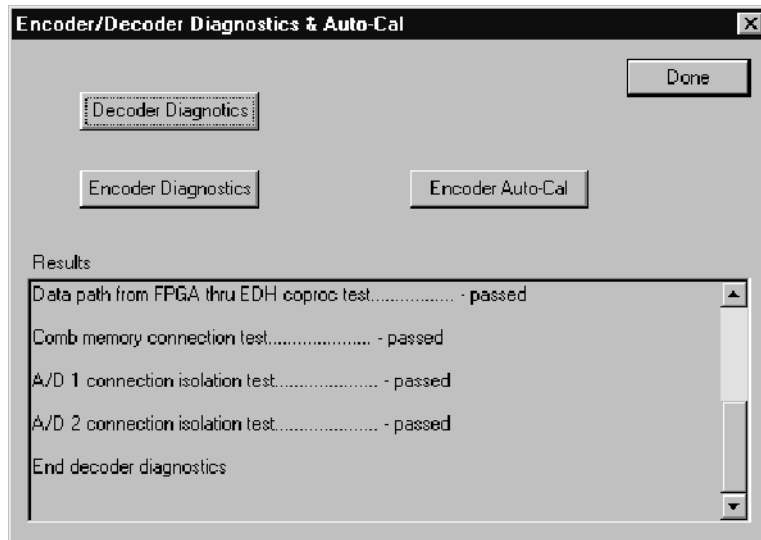 Encoder/Decoder Diagnostics & Auto-Cal
Done
Decoder Diagnotics
Encoder Diagnostics
Encoder Auto-Cal
Results
Data path from FPGA thru EDH coproc test................. - passed
Comb memory connection test..................... - passed
A/D 1 connection isolation test..................... - passed
A/D 2 connection isolation test..................... - passed
End decoder diagnostics